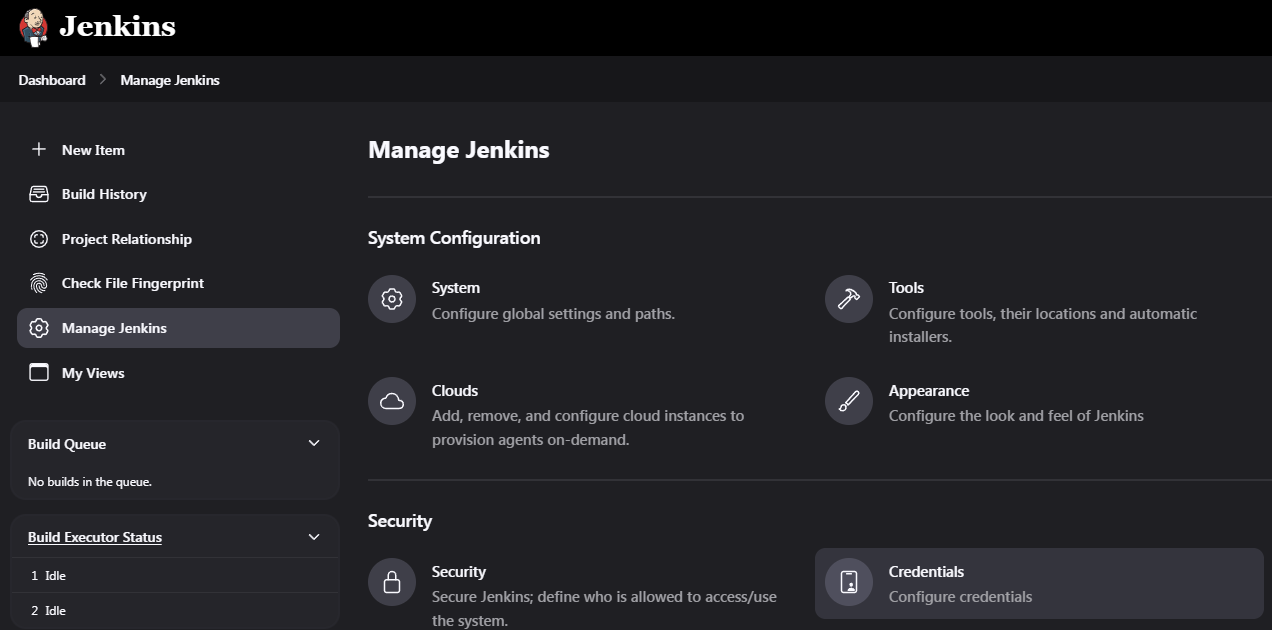 Jenkins
Dashboard
Manage Jenkins
New Item
Build History
Project Relationship
Check File Fingerprint
Manage Jenkins
My Views
Build Queue
No builds in the queue.
Build Executor Status
1 Idle
2 Idle
Manage Jenkins
System Configuration
System
Configure global settings and paths.
Tools
Configure tools, their locations and automatic
installers.
Clouds
Add, remove, and configure cloud instances to
provision agents on-demand.
Appearance
Configure the look and feel of Jenkins
Security
Security
Secure Jenkins; define who is allowed to access/use
the system.
Credentials
Configure credentials